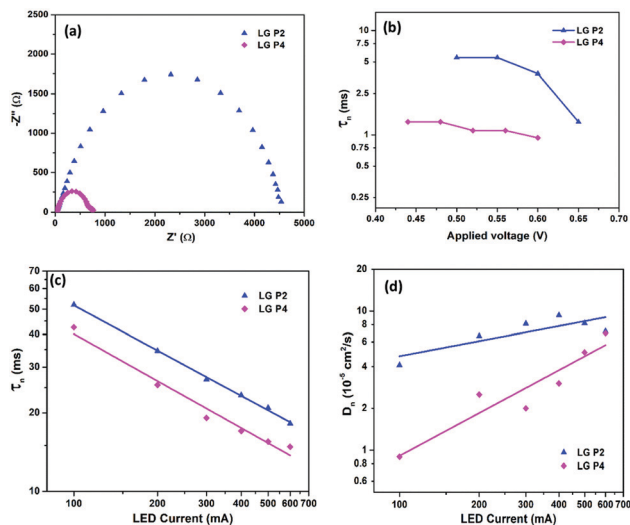 (a)
LG P2
LG P4
2500
2000
1500
1000
500
0
-Z'' (Ω)
0 1000 2000 3000 4000 5000
Z' (Ω)
(b)
LG P2
LG P4
10
5
2.5
1
0.75
0.5
0.25
τn (ms)
0.40 0.45 0.50 0.55 0.60 0.65 0.70
Applied voltage (V)
(c)
LG P2
LG P4
70
60
50
40
30
20
10
τn (ms)
100 200 300 400 500 600 700
LED Current (mA)
(d)
LG P2
LG P4
10
8
6
4
2
1
0.8
0.6
Dn (10⁻⁵ cm²/s)
100 200 300 400 500 600 700
LED Current (mA)